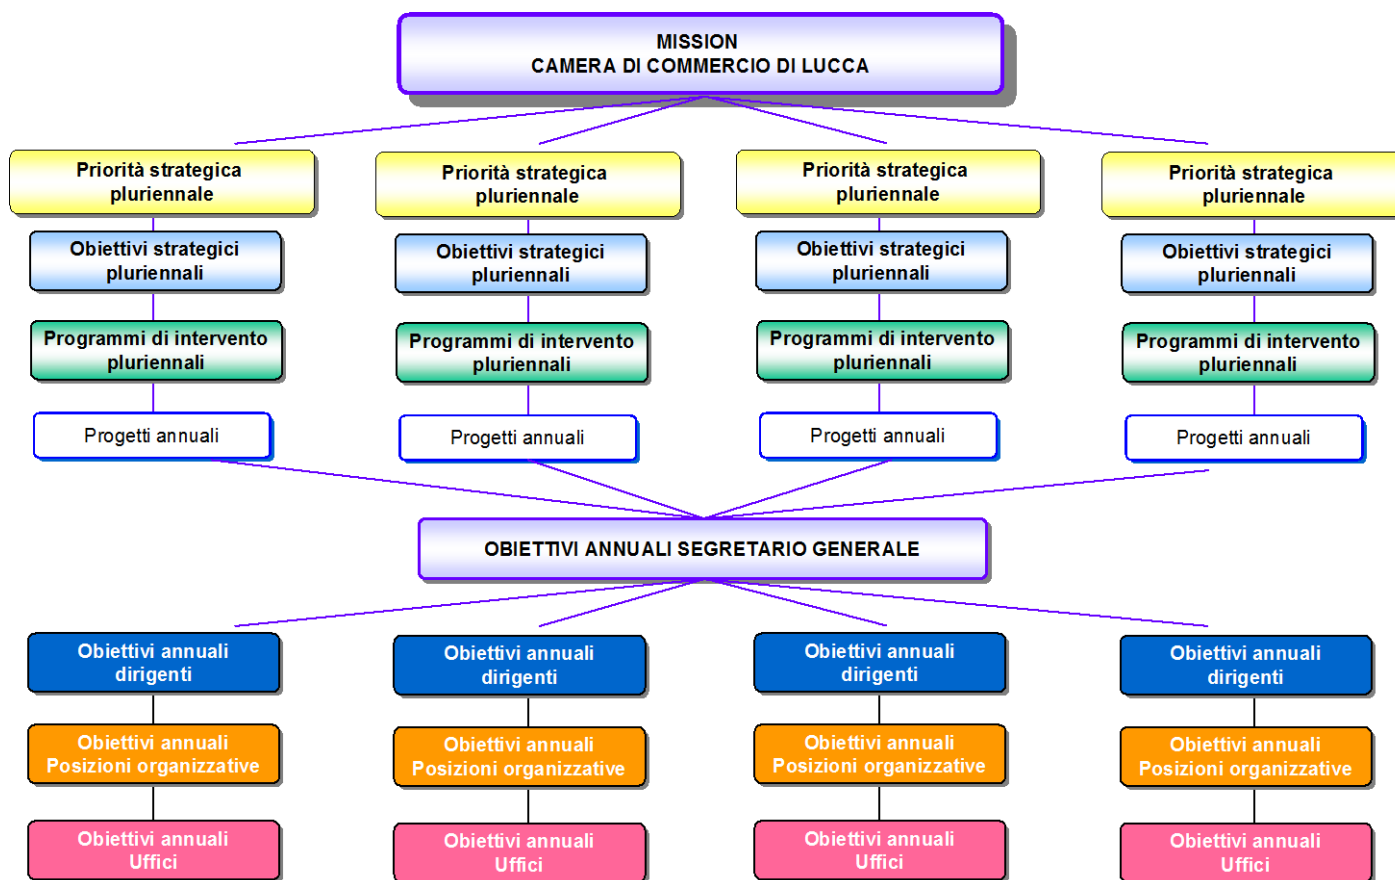 MISSION
CAMERA DI COMMERCIO DI LUCCA
Priorità strategica
pluriennale
Priorità strategica
pluriennale
Priorità strategica
pluriennale
Priorità strategica
pluriennale
Obiettivi strategici
pluriennali
Obiettivi strategici
pluriennali
Obiettivi strategici
pluriennali
Obiettivi strategici
pluriennali
Programmi di intervento
pluriennali
Programmi di intervento
pluriennali
Programmi di intervento
pluriennali
Programmi di intervento
pluriennali
Progetti annuali
Progetti annuali
Progetti annuali
Progetti annuali
OBIETTIVI ANNUALI SEGRETARIO GENERALE
Obiettivi annuali
dirigenti
Obiettivi annuali
dirigenti
Obiettivi annuali
dirigenti
Obiettivi annuali
dirigenti
Obiettivi annuali
Posizioni organizzative
Obiettivi annuali
Posizioni organizzative
Obiettivi annuali
Posizioni organizzative
Obiettivi annuali
Posizioni organizzative
Obiettivi annuali
Uffici
Obiettivi annuali
Uffici
Obiettivi annuali
Uffici
Obiettivi annuali
Uffici